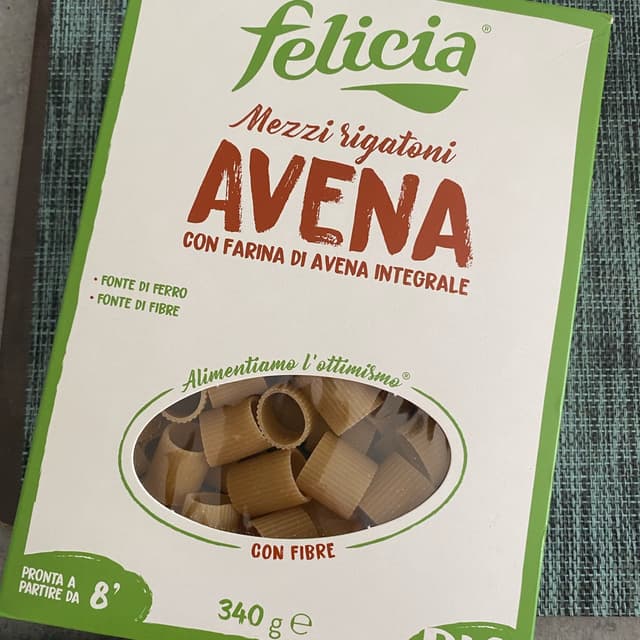 felicia®
Mezzi rigatoni
AVENA
CON FARINA DI AVENA INTEGRALE
• FONTE DI FERRO
• FONTE DI FIBRE
Alimentiamo l'ottimismo®
CON FIBRE
PRONTA A
PARTIRE DA 8'
340 g ℮